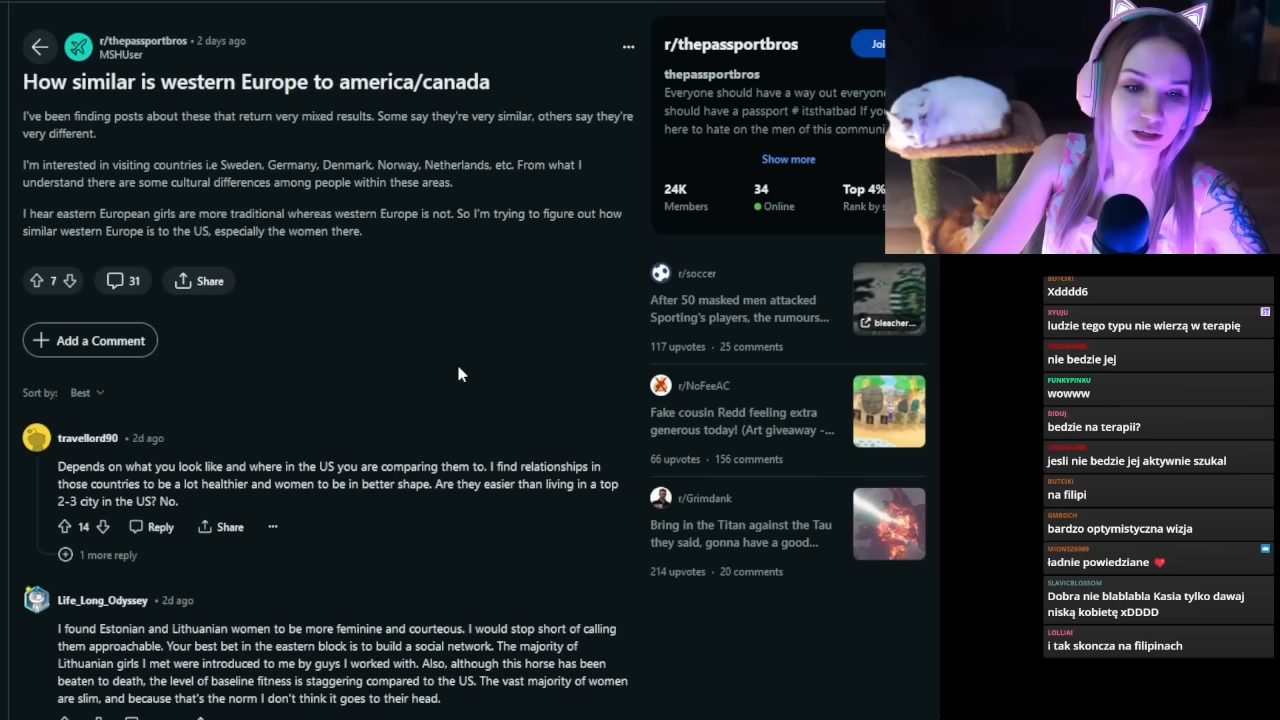 r/thepassportbros • 2 days ago
MSHUser
How similar is western Europe to america/canada
I've been finding posts about these that return very mixed results. Some say they're very similar, others say they're
very different.
I'm interested in visiting countries i.e Sweden, Germany, Denmark, Norway, Netherlands, etc. From what I
understand there are some cultural differences among people within these areas.
I hear eastern European girls are more traditional whereas western Europe is not. So I'm trying to figure out how
similar western Europe is to the US, especially the women there.
7
31
Share
Add a Comment
Sort by: Best
travellord90 • 2d ago
Depends on what you look like and where in the US you are comparing them to. I find relationships in
those countries to be a lot healthier and women to be in better shape. Are they easier than living in a top
2-3 city in the US? No.
14
Reply
Share
1 more reply
Life_Long_Odyssey • 2d ago
I found Estonian and Lithuanian women to be more feminine and courteous. I would stop short of calling
them approachable. Your best bet in the eastern block is to build a social network. The majority of
Lithuanian girls I met were introduced to me by guys I worked with. Also, although this horse has been
beaten to death, the level of baseline fitness is staggering compared to the US. The vast majority of women
are slim, and because that's the norm I don't think it goes to their head.
r/thepassportbros
Joi
thepassportbros
Everyone should have a way out everyone
should have a passport # itsthatbad If you
here to hate on the men of this communi
Show more
24K
Members
34
Online
Top 4%
Rank by s
r/soccer
After 50 masked men attacked
Sporting's players, the rumours...
bleacher...
117 upvotes • 25 comments
r/NoFeeAC
Fake cousin Redd feeling extra
generous today! (Art giveaway -...
66 upvotes • 156 comments
r/Grimdank
Bring in the Titan against the Tau
they said, gonna have a good...
214 upvotes • 20 comments
BUTCIKI
Xdddd6
XYUJU
ludzie tego typu nie wierzą w terapię
nie bedzie jej
FUNKYPINKU
wowww
DIDUJ
bedzie na terapii?
jesli nie bedzie jej aktywnie szukal
BUTCIKI
na filipi
GMROCH
bardzo optymistyczna wizja
MIONSZ6969
ładnie powiedziane
SLAVICBLOSSOM
Dobra nie blablabla Kasia tylko dawaj
niską kobietę xDDDD
LOLLIAI
i tak skoncza na filipinach